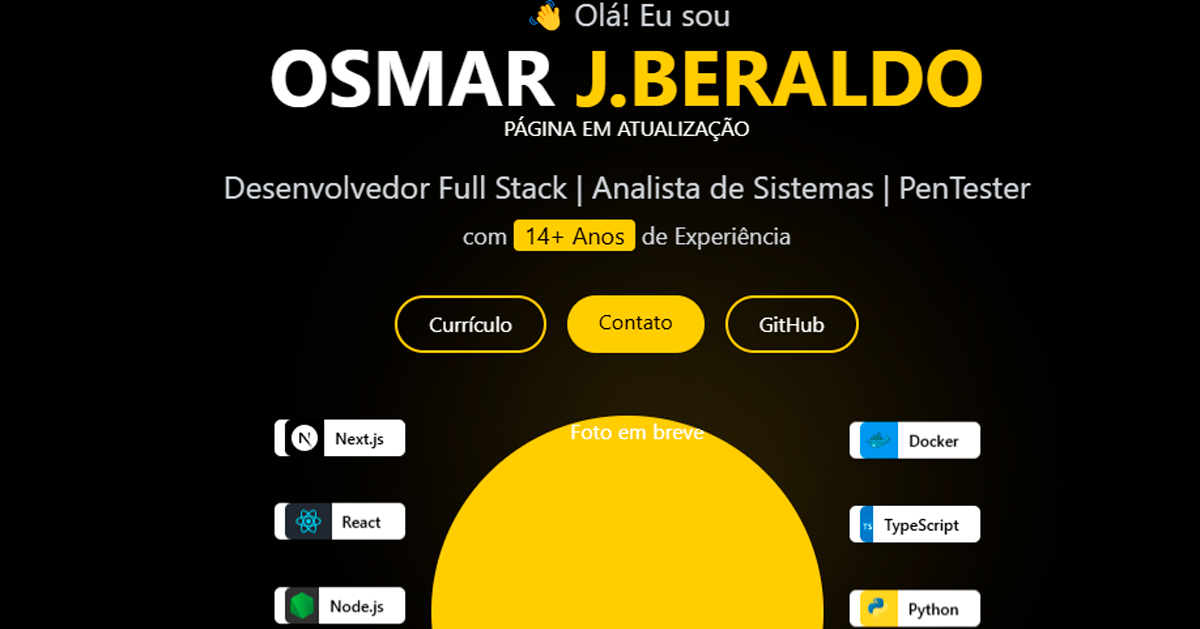 👋 Olá! Eu sou
OSMAR J.BERALDO
PÁGINA EM ATUALIZAÇÃO
Desenvolvedor Full Stack | Analista de Sistemas | PenTester
com 14+ Anos de Experiência
Currículo
Contato
GitHub
Foto em breve
N Next.js
React
Node.js
Docker
TS TypeScript
Python